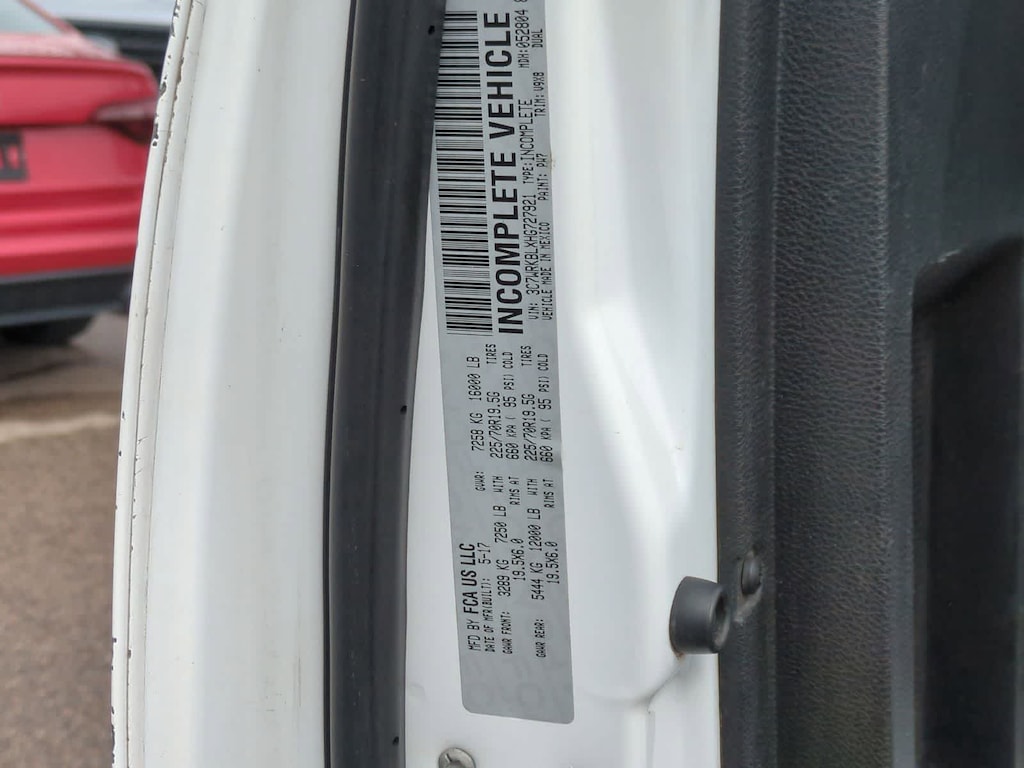 MFD BY FCA US LLC
DATE OF MFR(BUILT): 5-17 GVWR: 7258 KG 16000 LB
GAWR FRONT: 3289 KG 7250 LB WITH 225/70R19.5G TIRES
19.5X6.0 RIMS AT 660 KPA ( 95 PSI) COLD
GAWR REAR: 5444 KG 12000 LB WITH 225/70R19.5G TIRES
19.5X6.0 RIMS AT 660 KPA ( 95 PSI) COLD
INCOMPLETE VEHICLE
VIN: 3C7WRKBLXHG727921 TYPE:INCOMPLETE MDH:052804
VEHICLE MADE IN MEXICO PAINT: PW7 TRIM: V9X8 DUAL